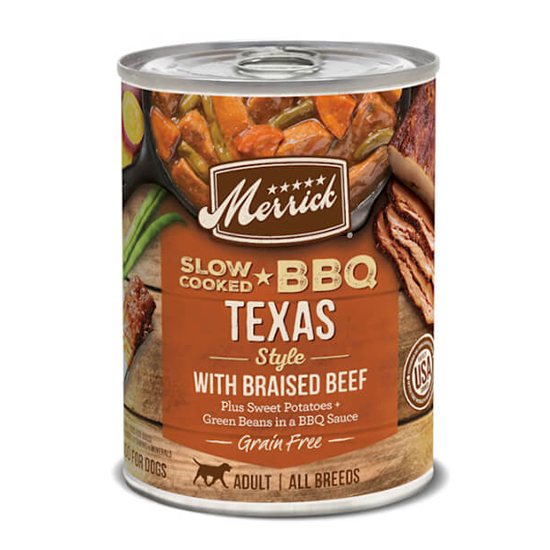 Merrick
®
SLOW COOKED ★ BBQ
TEXAS
Style
WITH BRAISED BEEF
Plus Sweet Potatoes +
Green Beans in a BBQ Sauce
Grain Free
FOR DOGS
ADULT | ALL BREEDS
USA